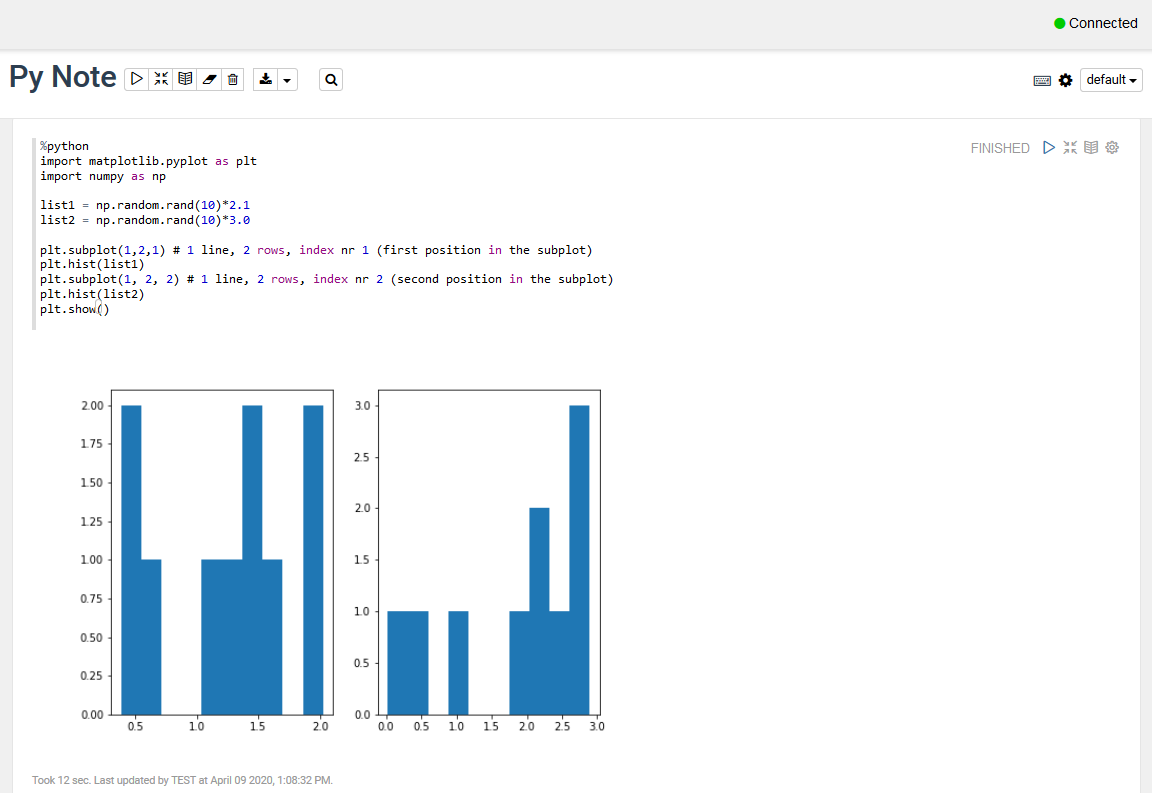 Connected
Py Note
default
FINISHED
%python
import matplotlib.pyplot as plt
import numpy as np
list1 = np.random.rand(10)*2.1
list2 = np.random.rand(10)*3.0
plt.subplot(1,2,1) # 1 line, 2 rows, index nr 1 (first position in the subplot)
plt.hist(list1)
plt.subplot(1, 2, 2) # 1 line, 2 rows, index nr 2 (second position in the subplot)
plt.hist(list2)
plt.show()
2.00
1.75
1.50
1.25
1.00
0.75
0.50
0.25
0.00
0.5 1.0 1.5 2.0
3.0
2.5
2.0
1.5
1.0
0.5
0.0
0.0 0.5 1.0 1.5 2.0 2.5 3.0
Took 12 sec. Last updated by TEST at April 09 2020, 1:08:32 PM.